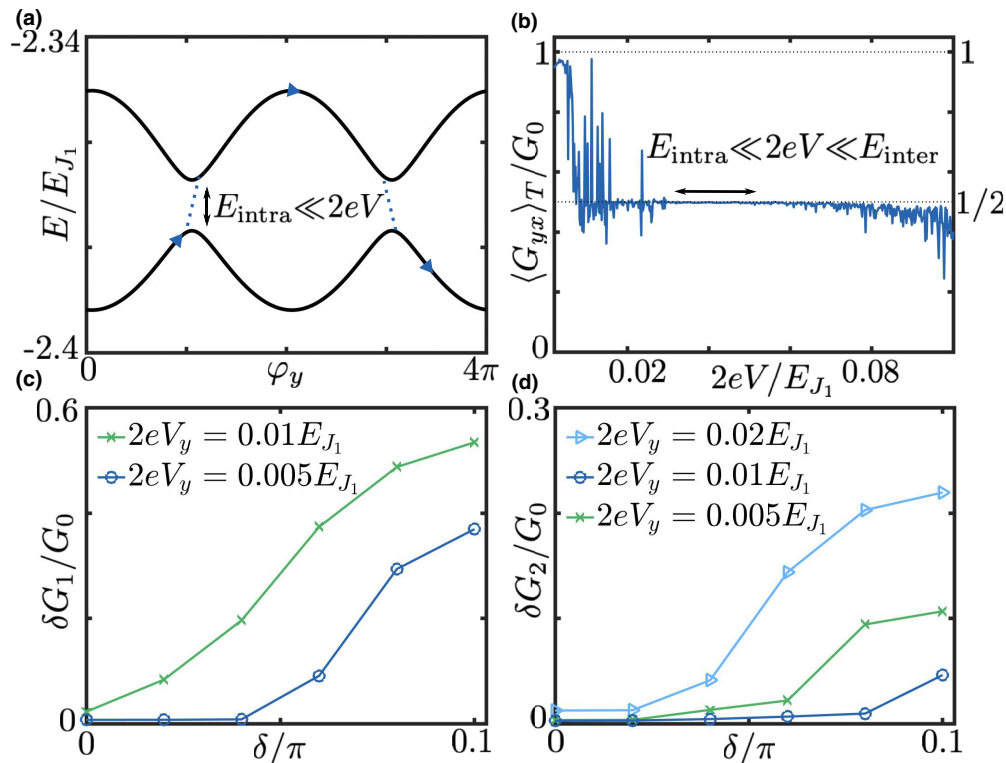 (a)
-2.34
E/E_{J_1}
E_{intra}≪2eV
-2.4
0
φ_y
4π
(b)
1
1
⟨G_{yx}⟩_T/G_0
E_{intra}≪2eV≪E_{inter}
1/2
0
0.02
2eV/E_{J_1}
0.08
(c)
0.6
2eV_y = 0.01E_{J_1}
2eV_y = 0.005E_{J_1}
δG_1/G_0
0
0
δ/π
0.1
(d)
0.3
2eV_y = 0.02E_{J_1}
2eV_y = 0.01E_{J_1}
2eV_y = 0.005E_{J_1}
δG_2/G_0
0
0
δ/π
0.1